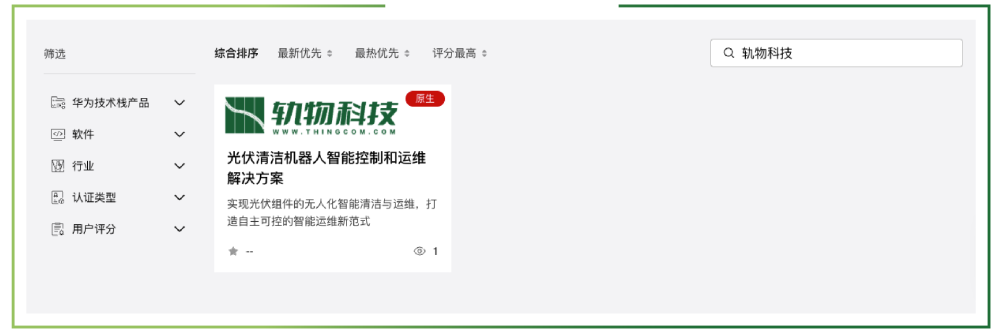 筛选
综合排序 最新优先 最热优先 评分最高
轨物科技
华为技术栈产品
软件
行业
认证类型
用户评分
原生
轨物科技
WWW.THINGCOM.COM
光伏清洁机器人智能控制和运维
解决方案
实现光伏组件的无人化智能清洁与运维，打
造自主可控的智能运维新范式
-- 1